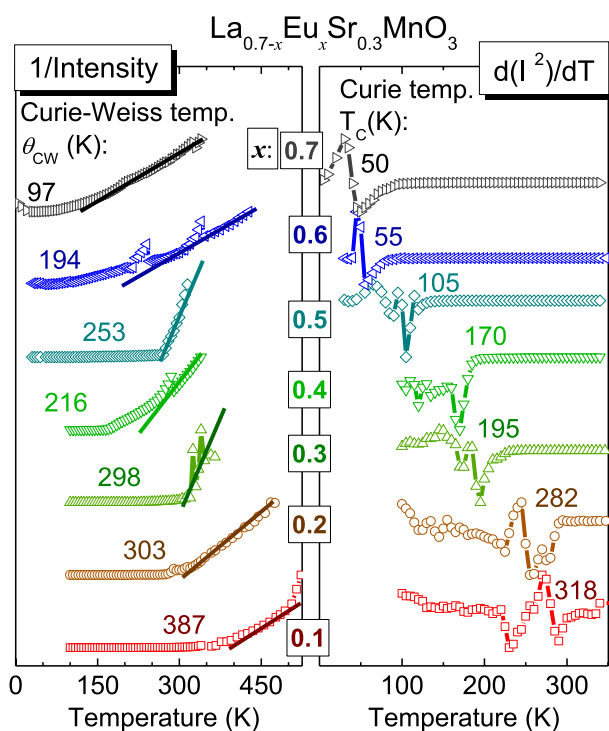 La0.7-xEuxSr0.3MnO3
1/Intensity
d(I²)/dT
Curie-Weiss temp.
θCW (K):
Curie temp.
TC(K):
x: 0.7
97
50
0.6
194
55
0.5
253
105
0.4
216
170
0.3
298
195
0.2
303
282
0.1
387
318
0 150 300 450
100 200 300
Temperature (K)
Temperature (K)